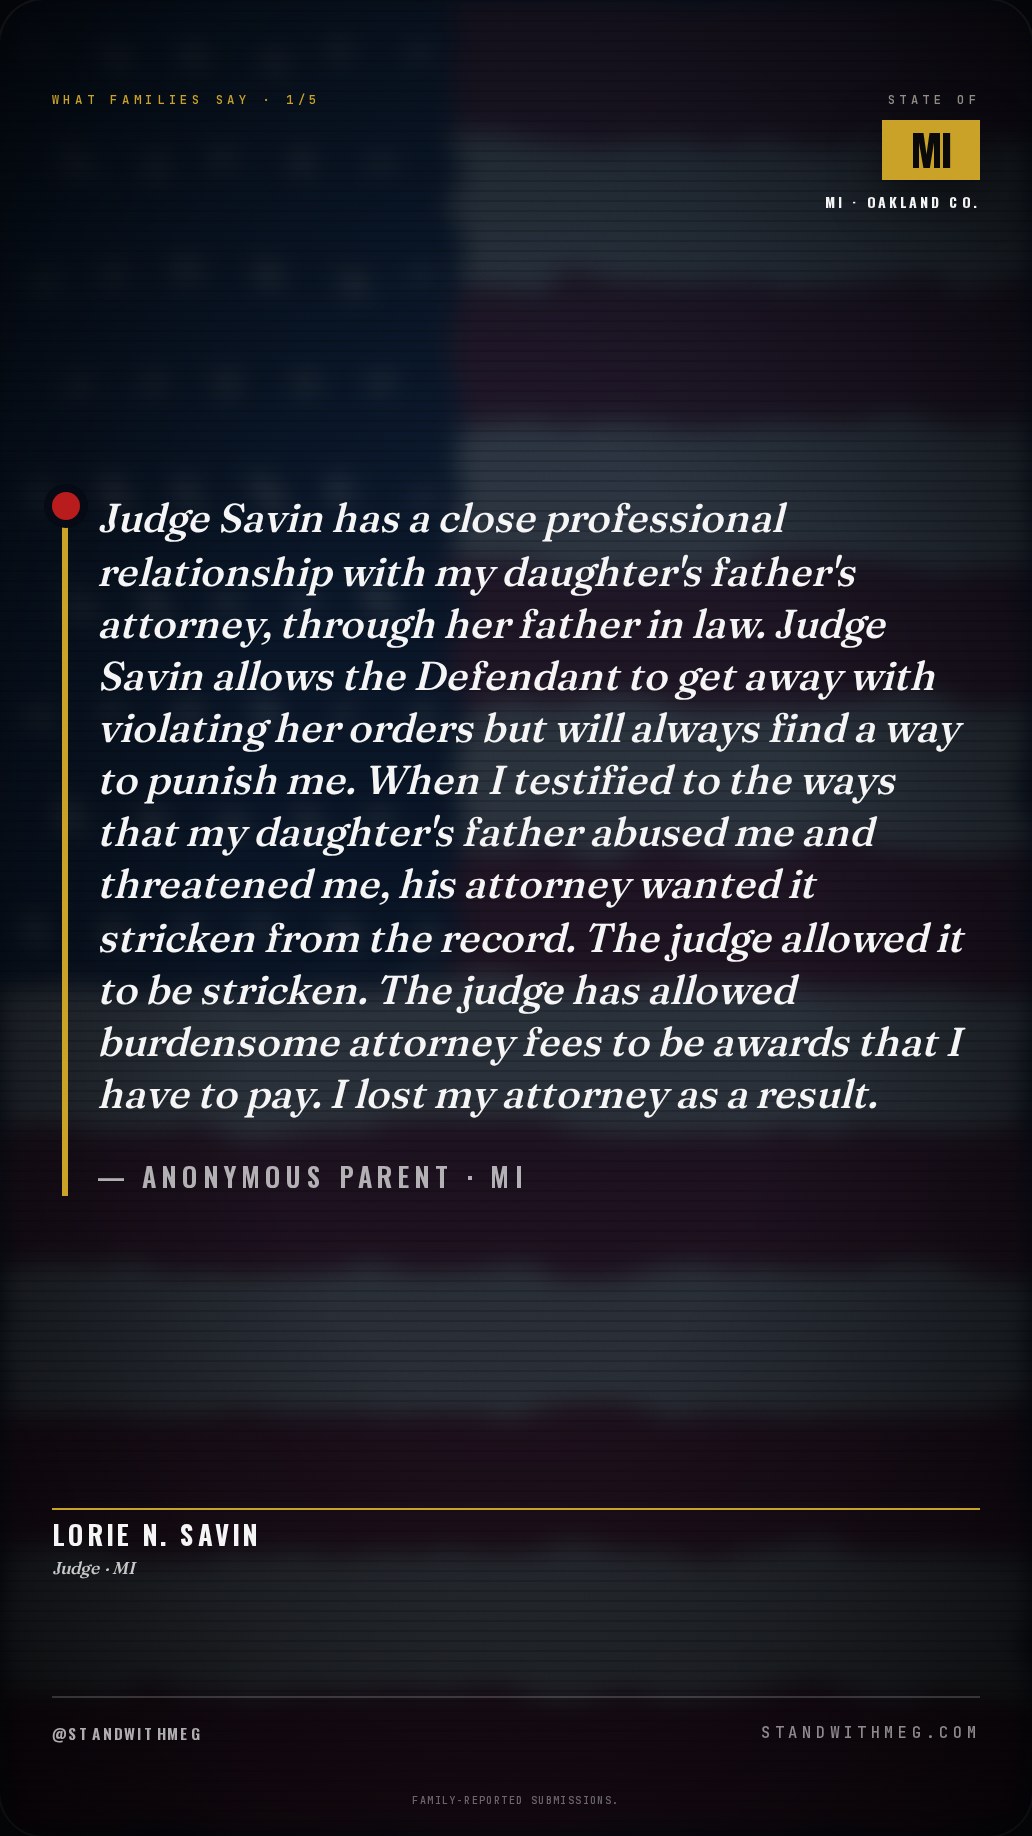 WHAT FAMILIES SAY · 1/5
STATE OF
MI
MI · OAKLAND CO.
Judge Savin has a close professional
relationship with my daughter's father's
attorney, through her father in law. Judge
Savin allows the Defendant to get away with
violating her orders but will always find a way
to punish me. When I testified to the ways
that my daughter's father abused me and
threatened me, his attorney wanted it
stricken from the record. The judge allowed it
to be stricken. The judge has allowed
burdensome attorney fees to be awards that I
have to pay. I lost my attorney as a result.
— ANONYMOUS PARENT · MI
LORIE N. SAVIN
Judge · MI
@STANDWITHMEG
STANDWITHMEG.COM
FAMILY-REPORTED SUBMISSIONS.